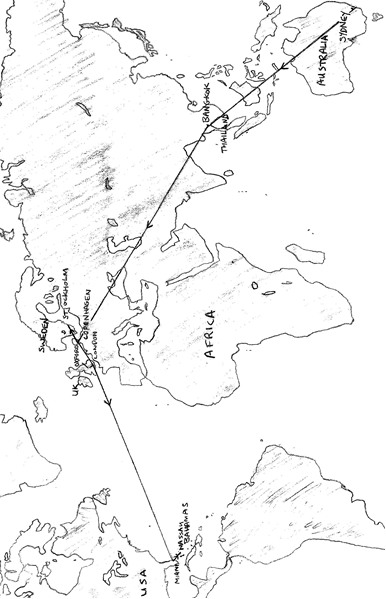 SYDNEY
AUSTRALIA
BANGKOK
THAILAND
STOCKHOLM
SWEDEN
COPENHAGEN
LONDON
UK
AFRICA
NASSAU
BAHAMAS
MIAMI
USA